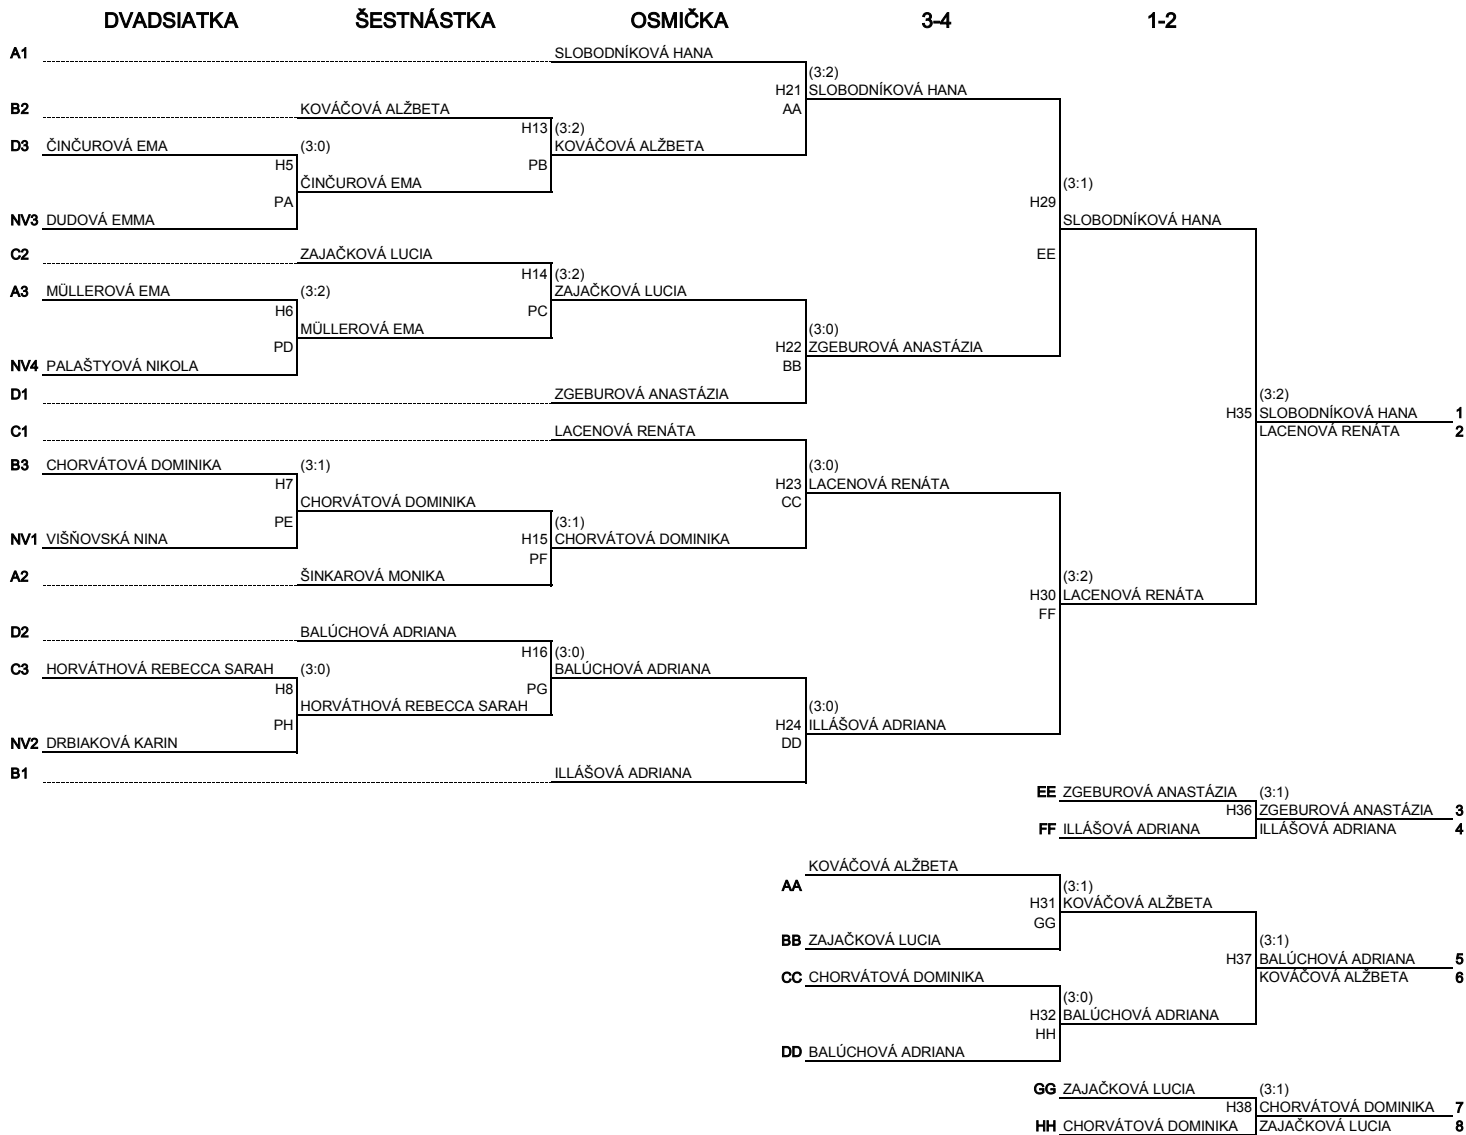 DVADSIATKA ŠESTNÁSTKA OSMIČKA 3-4 1-2
A1 SLOBODNÍKOVÁ HANA
(3:2)
H21 SLOBODNÍKOVÁ HANA
B2 KOVÁČOVÁ ALŽBETA AA
H13 (3:2)
D3 ČINČUROVÁ EMA (3:0) KOVÁČOVÁ ALŽBETA
H5 PB
ČINČUROVÁ EMA (3:1)
PA H29
NV3 DUDOVÁ EMMA SLOBODNÍKOVÁ HANA
C2 ZAJAČKOVÁ LUCIA EE
H14 (3:2)
A3 MÜLLEROVÁ EMA (3:2) ZAJAČKOVÁ LUCIA
H6 PC
MÜLLEROVÁ EMA (3:0)
PD H22 ZGEBUROVÁ ANASTÁZIA
NV4 PALAŠTYOVÁ NIKOLA BB
D1 ZGEBUROVÁ ANASTÁZIA (3:2)
H35 SLOBODNÍKOVÁ HANA 1
C1 LACENOVÁ RENÁTA LACENOVÁ RENÁTA 2
B3 CHORVÁTOVÁ DOMINIKA (3:1) (3:0)
H7 H23 LACENOVÁ RENÁTA
CHORVÁTOVÁ DOMINIKA CC
PE (3:1)
NV1 VIŠŇOVSKÁ NINA H15 CHORVÁTOVÁ DOMINIKA
PF
A2 ŠINKAROVÁ MONIKA (3:2)
H30 LACENOVÁ RENÁTA
FF
D2 BALÚCHOVÁ ADRIANA
H16 (3:0)
C3 HORVÁTHOVÁ REBECCA SARAH (3:0) BALÚCHOVÁ ADRIANA
H8 PG
HORVÁTHOVÁ REBECCA SARAH (3:0)
PH H24 ILLÁŠOVÁ ADRIANA
NV2 DRBIAKOVÁ KARIN DD
B1 ILLÁŠOVÁ ADRIANA
EE ZGEBUROVÁ ANASTÁZIA (3:1)
H36 ZGEBUROVÁ ANASTÁZIA 3
FF ILLÁŠOVÁ ADRIANA ILLÁŠOVÁ ADRIANA 4
KOVÁČOVÁ ALŽBETA
AA (3:1)
H31 KOVÁČOVÁ ALŽBETA
GG
BB ZAJAČKOVÁ LUCIA (3:1)
H37 BALÚCHOVÁ ADRIANA 5
CC CHORVÁTOVÁ DOMINIKA KOVÁČOVÁ ALŽBETA 6
(3:0)
H32 BALÚCHOVÁ ADRIANA
HH
DD BALÚCHOVÁ ADRIANA
GG ZAJAČKOVÁ LUCIA (3:1)
H38 CHORVÁTOVÁ DOMINIKA 7
HH CHORVÁTOVÁ DOMINIKA ZAJAČKOVÁ LUCIA 8